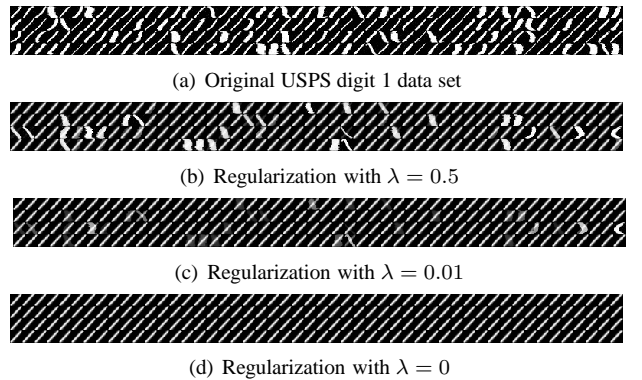 (a) Original USPS digit 1 data set
(b) Regularization with λ = 0.5
(c) Regularization with λ = 0.01
(d) Regularization with λ = 0